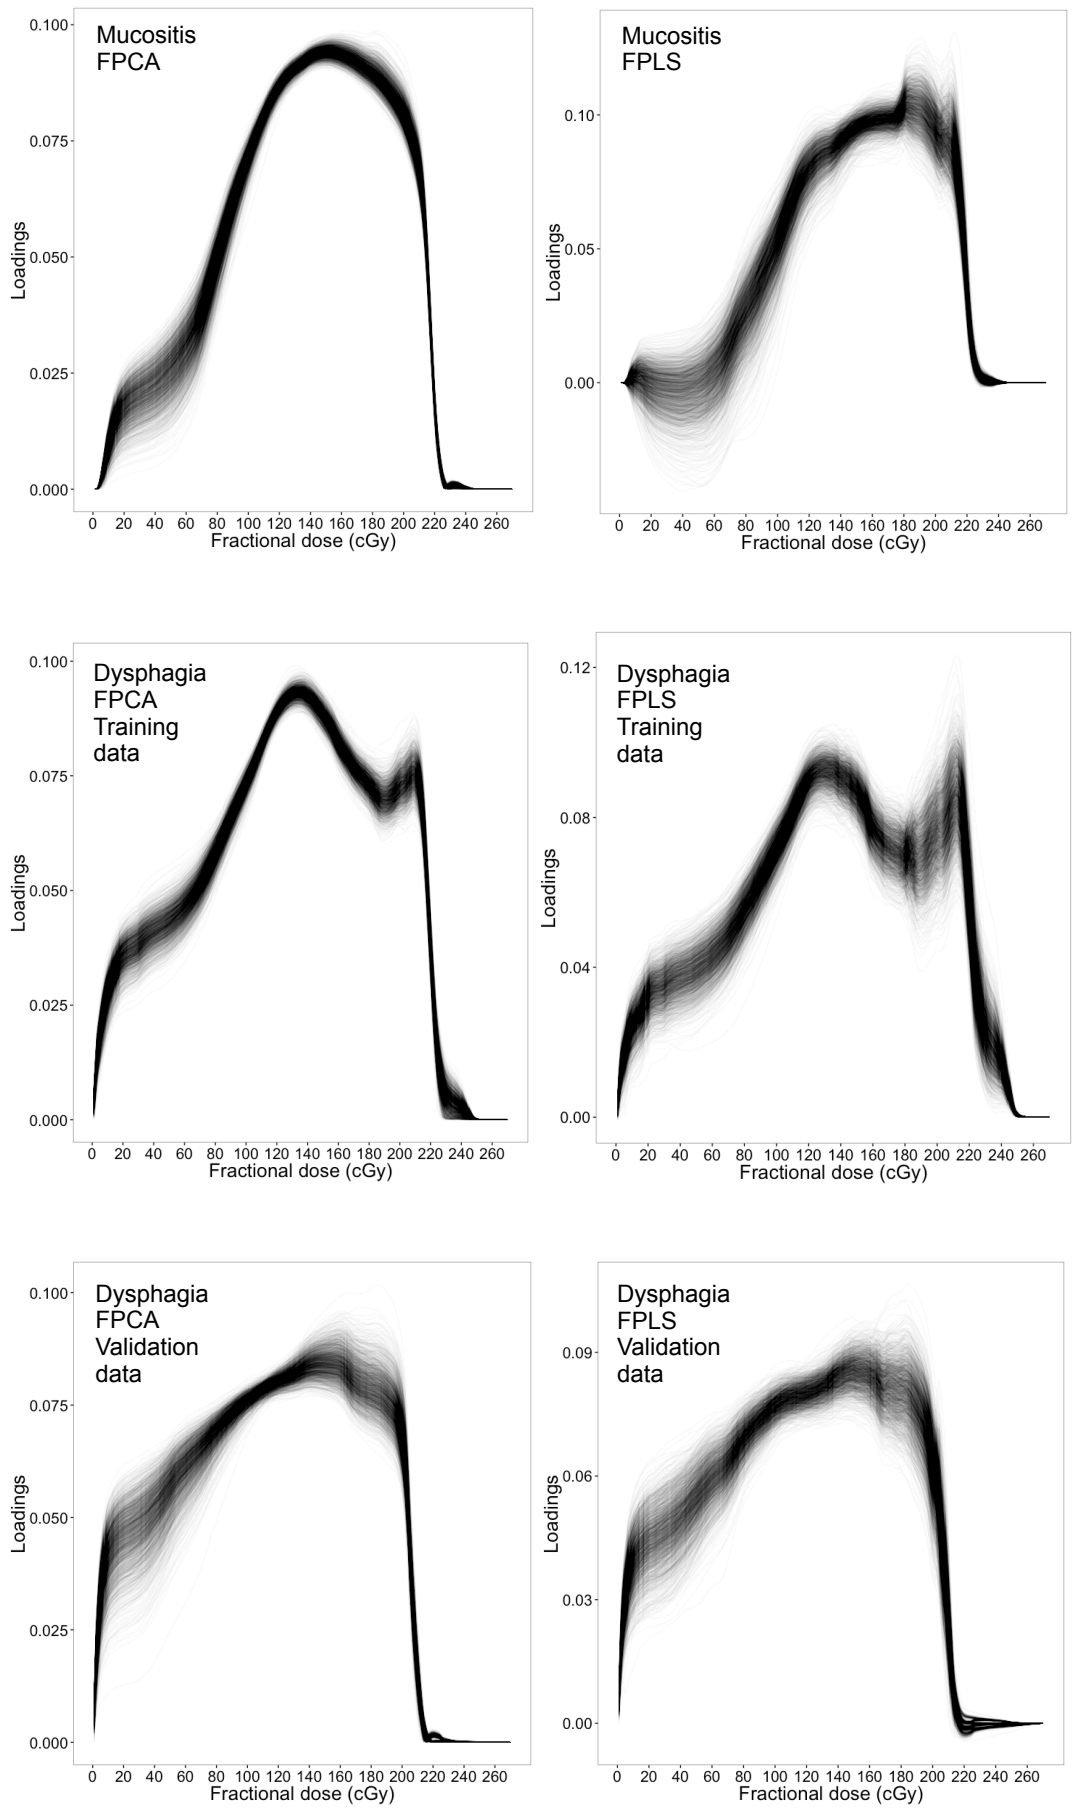 Mucositis
FPCA
0.100
0.075
0.050
0.025
0.000
Loadings
0 20 40 60 80 100 120 140 160 180 200 220 240 260
Fractional dose (cGy)
Mucositis
FPLS
0.10
0.05
0.00
Loadings
0 20 40 60 80 100 120 140 160 180 200 220 240 260
Fractional dose (cGy)
Dysphagia
FPCA
Training
data
0.100
0.075
0.050
0.025
0.000
Loadings
0 20 40 60 80 100 120 140 160 180 200 220 240 260
Fractional dose (cGy)
Dysphagia
FPLS
Training
data
0.12
0.08
0.04
0.00
Loadings
0 20 40 60 80 100 120 140 160 180 200 220 240 260
Fractional dose (cGy)
Dysphagia
FPCA
Validation
data
0.100
0.075
0.050
0.025
0.000
Loadings
0 20 40 60 80 100 120 140 160 180 200 220 240 260
Fractional dose (cGy)
Dysphagia
FPLS
Validation
data
0.09
0.06
0.03
0.00
Loadings
0 20 40 60 80 100 120 140 160 180 200 220 240 260
Fractional dose (cGy)